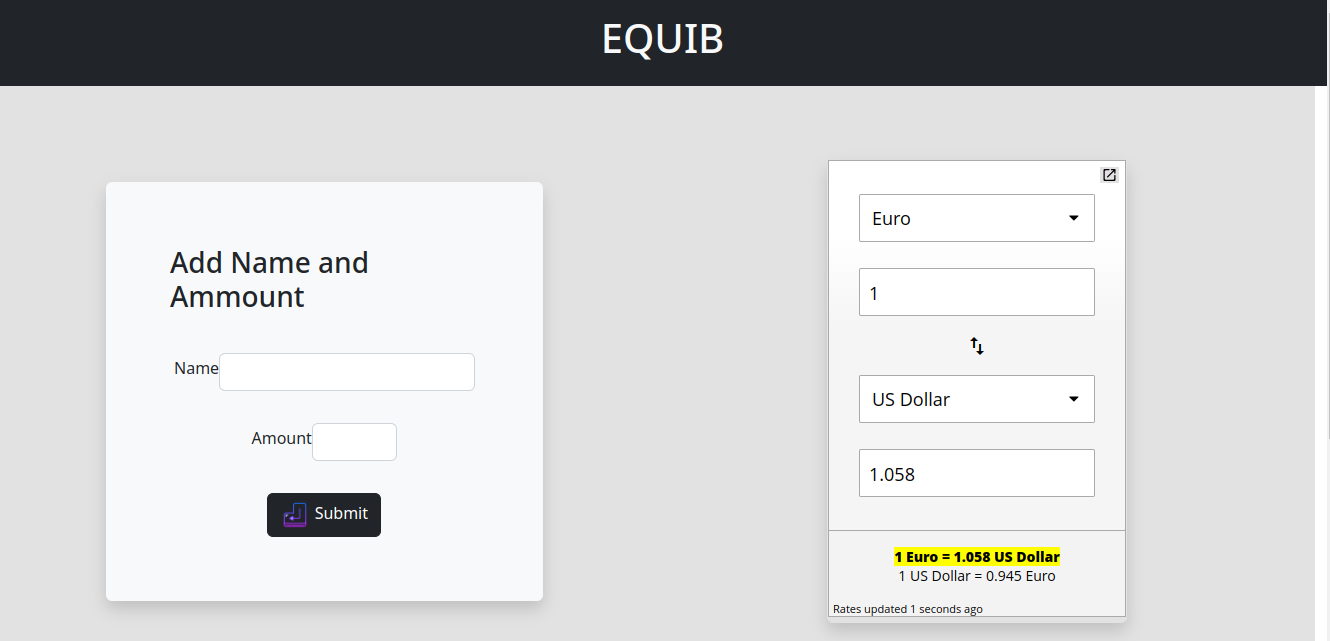 EQUIB
Add Name and
Ammount
Name
Amount
Submit
Euro
1
US Dollar
1.058
1 Euro = 1.058 US Dollar
1 US Dollar = 0.945 Euro
Rates updated 1 seconds ago